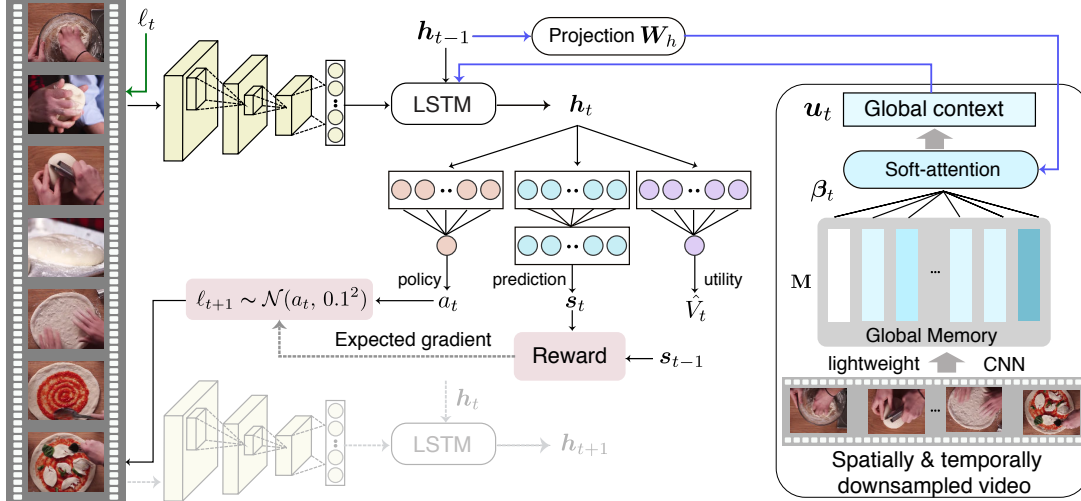 ℓ_t
h_{t−1}
Projection W_h
LSTM
h_t
u_t
Global context
Soft-attention
β_t
M
...
Global Memory
lightweight
CNN
...
Spatially & temporally
downsampled video
policy
prediction
utility
ℓ_{t+1} ∼ 𝒩(a_t, 0.1²)
a_t
s_t
V̂_t
Expected gradient
Reward
s_{t−1}
h_t
LSTM
h_{t+1}